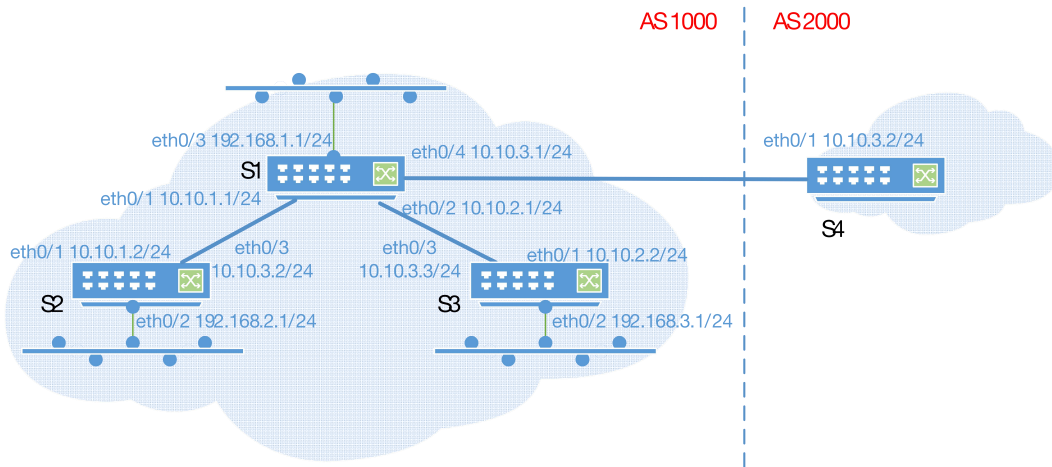 AS1000
AS2000
eth0/3 192.168.1.1/24
eth0/4 10.10.3.1/24
eth0/1 10.10.3.2/24
S1
eth0/1 10.10.1.1/24
eth0/2 10.10.2.1/24
S4
eth0/1 10.10.1.2/24
eth0/3
10.10.3.2/24
eth0/3
10.10.3.3/24
eth0/1 10.10.2.2/24
S2
S3
eth0/2 192.168.2.1/24
eth0/2 192.168.3.1/24